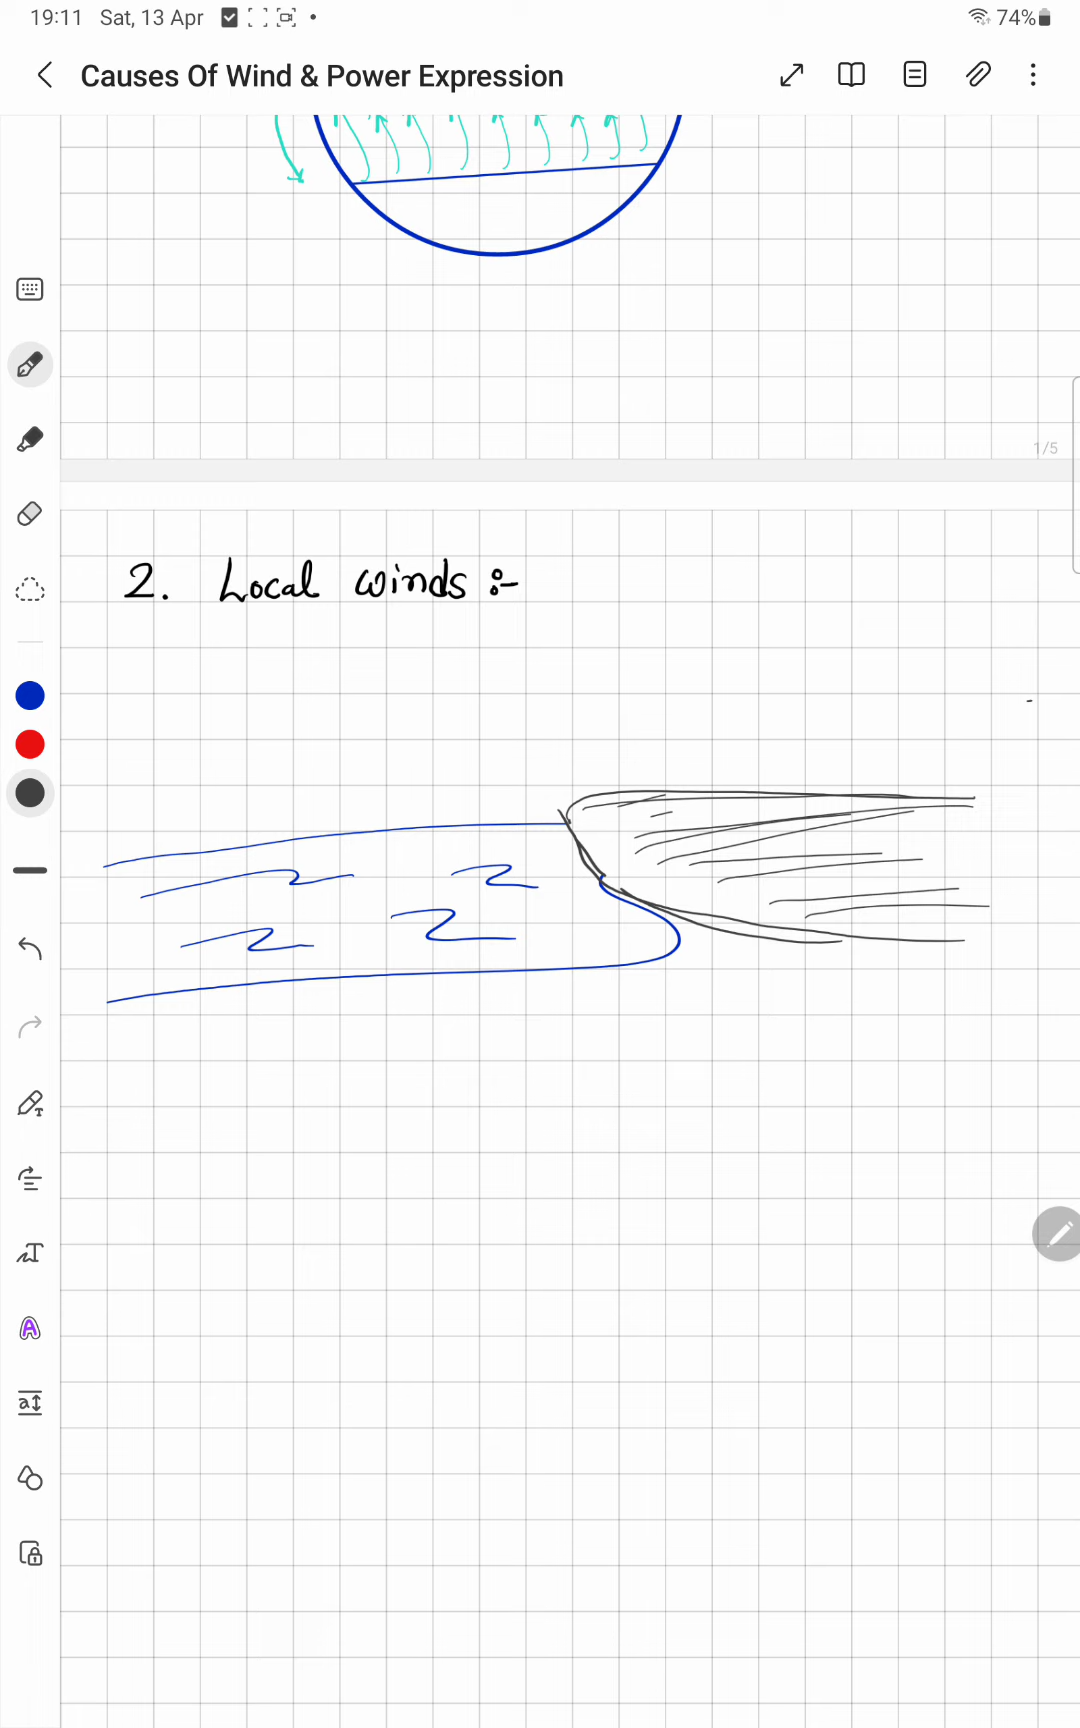 19:11 Sat, 13 Apr
74%
Causes Of Wind & Power Expression
1/5
2. Local winds :-